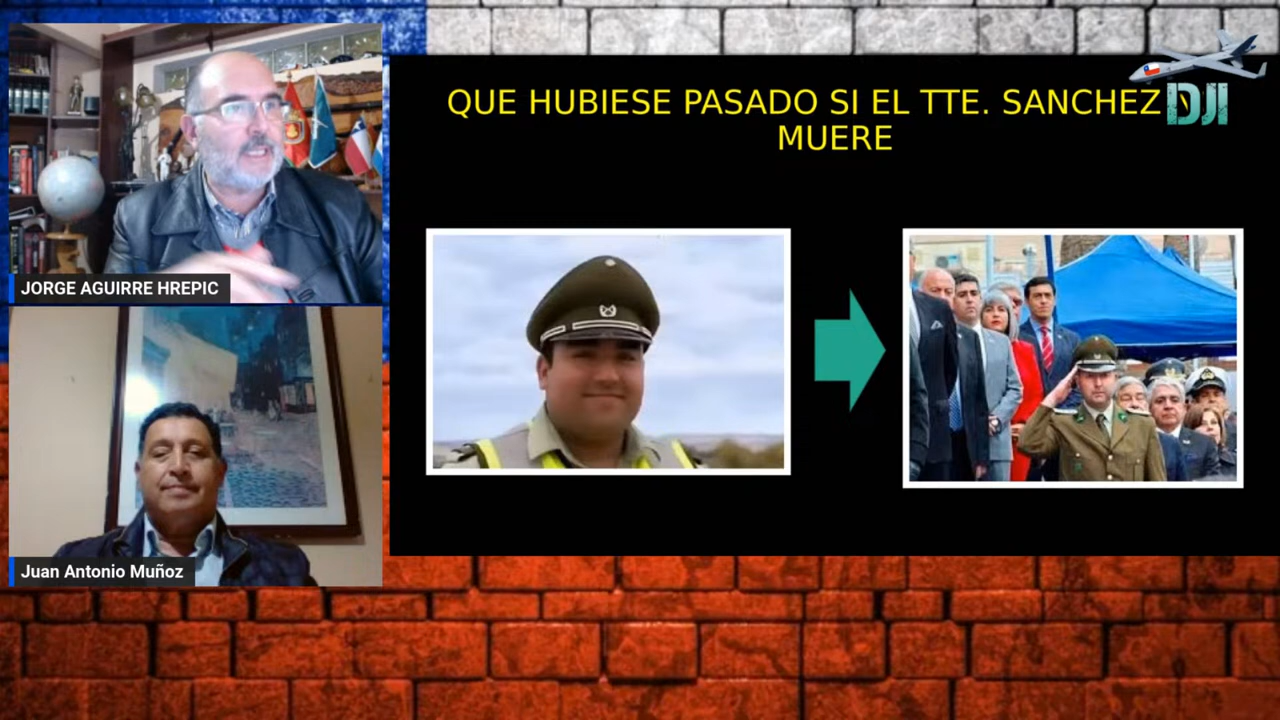 QUE HUBIESE PASADO SI EL TTE. SANCHEZ
MUERE
DJI
JORGE AGUIRRE HREPIC
Juan Antonio Muñoz